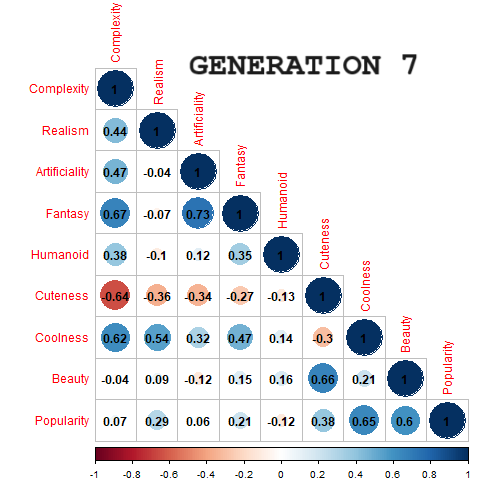 GENERATION 7
Complexity
Realism
Artificiality
Fantasy
Humanoid
Cuteness
Coolness
Beauty
Popularity
Complexity 1
Realism 0.44 1
Artificiality 0.47 -0.04 1
Fantasy 0.67 -0.07 0.73 1
Humanoid 0.38 -0.1 0.12 0.35 1
Cuteness -0.64 -0.36 -0.34 -0.27 -0.13 1
Coolness 0.62 0.54 0.32 0.47 0.14 -0.3 1
Beauty -0.04 0.09 -0.12 0.15 0.16 0.66 0.21 1
Popularity 0.07 0.29 0.06 0.21 -0.12 0.38 0.65 0.6 1
-1 -0.8 -0.6 -0.4 -0.2 0 0.2 0.4 0.6 0.8 1